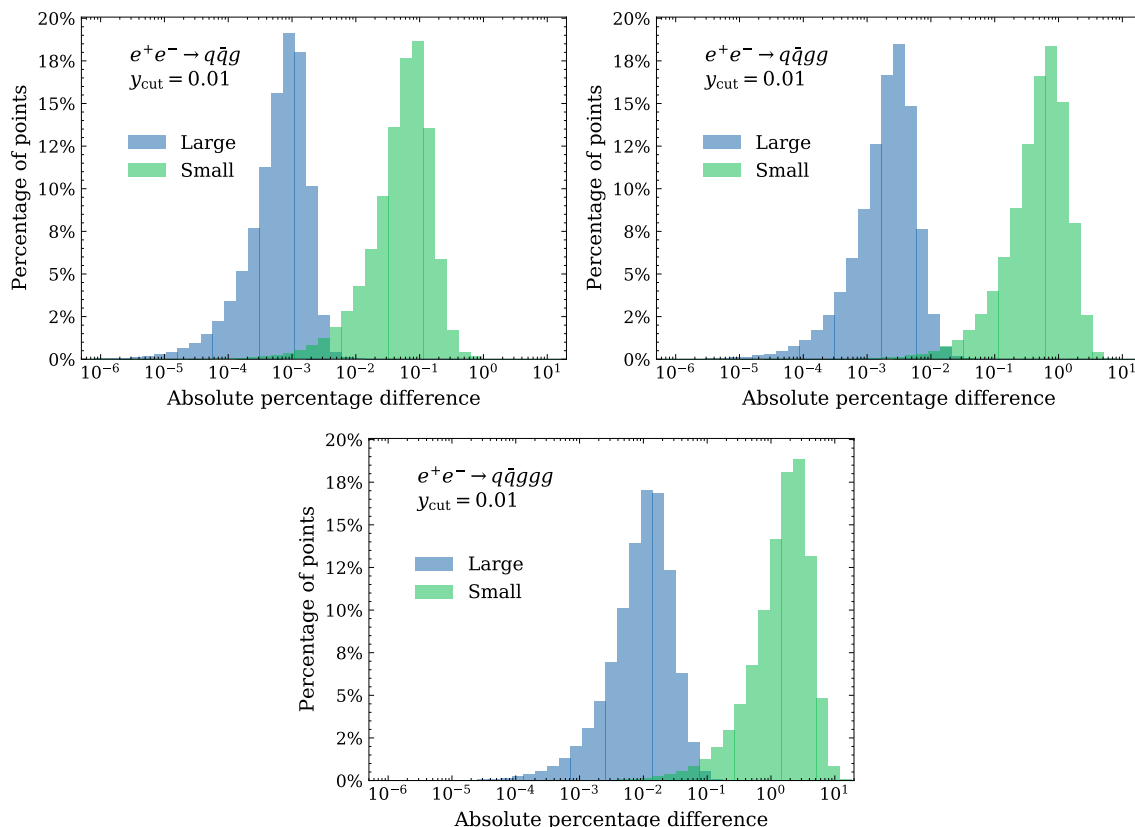 20%
18%
15%
12%
10%
8%
5%
2%
0%
Percentage of points
e⁺e⁻ → qq̄g
y_cut = 0.01
Large
Small
10⁻⁶ 10⁻⁵ 10⁻⁴ 10⁻³ 10⁻² 10⁻¹ 10⁰ 10¹
Absolute percentage difference
20%
18%
15%
12%
10%
8%
5%
2%
0%
Percentage of points
e⁺e⁻ → qq̄gg
y_cut = 0.01
Large
Small
10⁻⁶ 10⁻⁵ 10⁻⁴ 10⁻³ 10⁻² 10⁻¹ 10⁰ 10¹
Absolute percentage difference
20%
18%
15%
12%
10%
8%
5%
2%
0%
Percentage of points
e⁺e⁻ → qq̄ggg
y_cut = 0.01
Large
Small
10⁻⁶ 10⁻⁵ 10⁻⁴ 10⁻³ 10⁻² 10⁻¹ 10⁰ 10¹
Absolute percentage difference